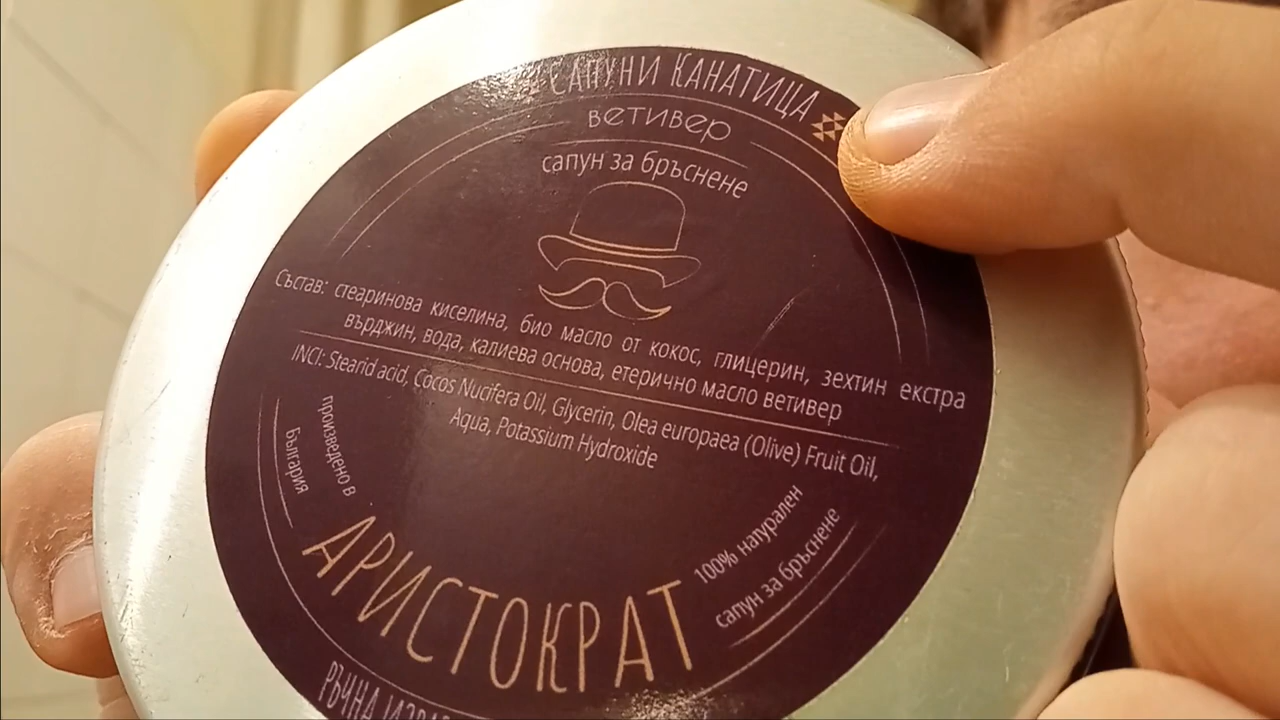 САПУНИ КАНАТИЦА
ветивер
сапун за бръснене
Състав: стеаринова киселина, био масло от кокос, глицерин, зехтин екстра
върджин, вода, калиева основа, етерично масло ветивер
INCI: Stearid acid, Cocos Nucifera Oil, Glycerin, Olea europaea (Olive) Fruit Oil,
Aqua, Potassium Hydroxide
произведено в
България
100% натурален
сапун за бръснене
АРИСТОКРАТ
РЪЧНА